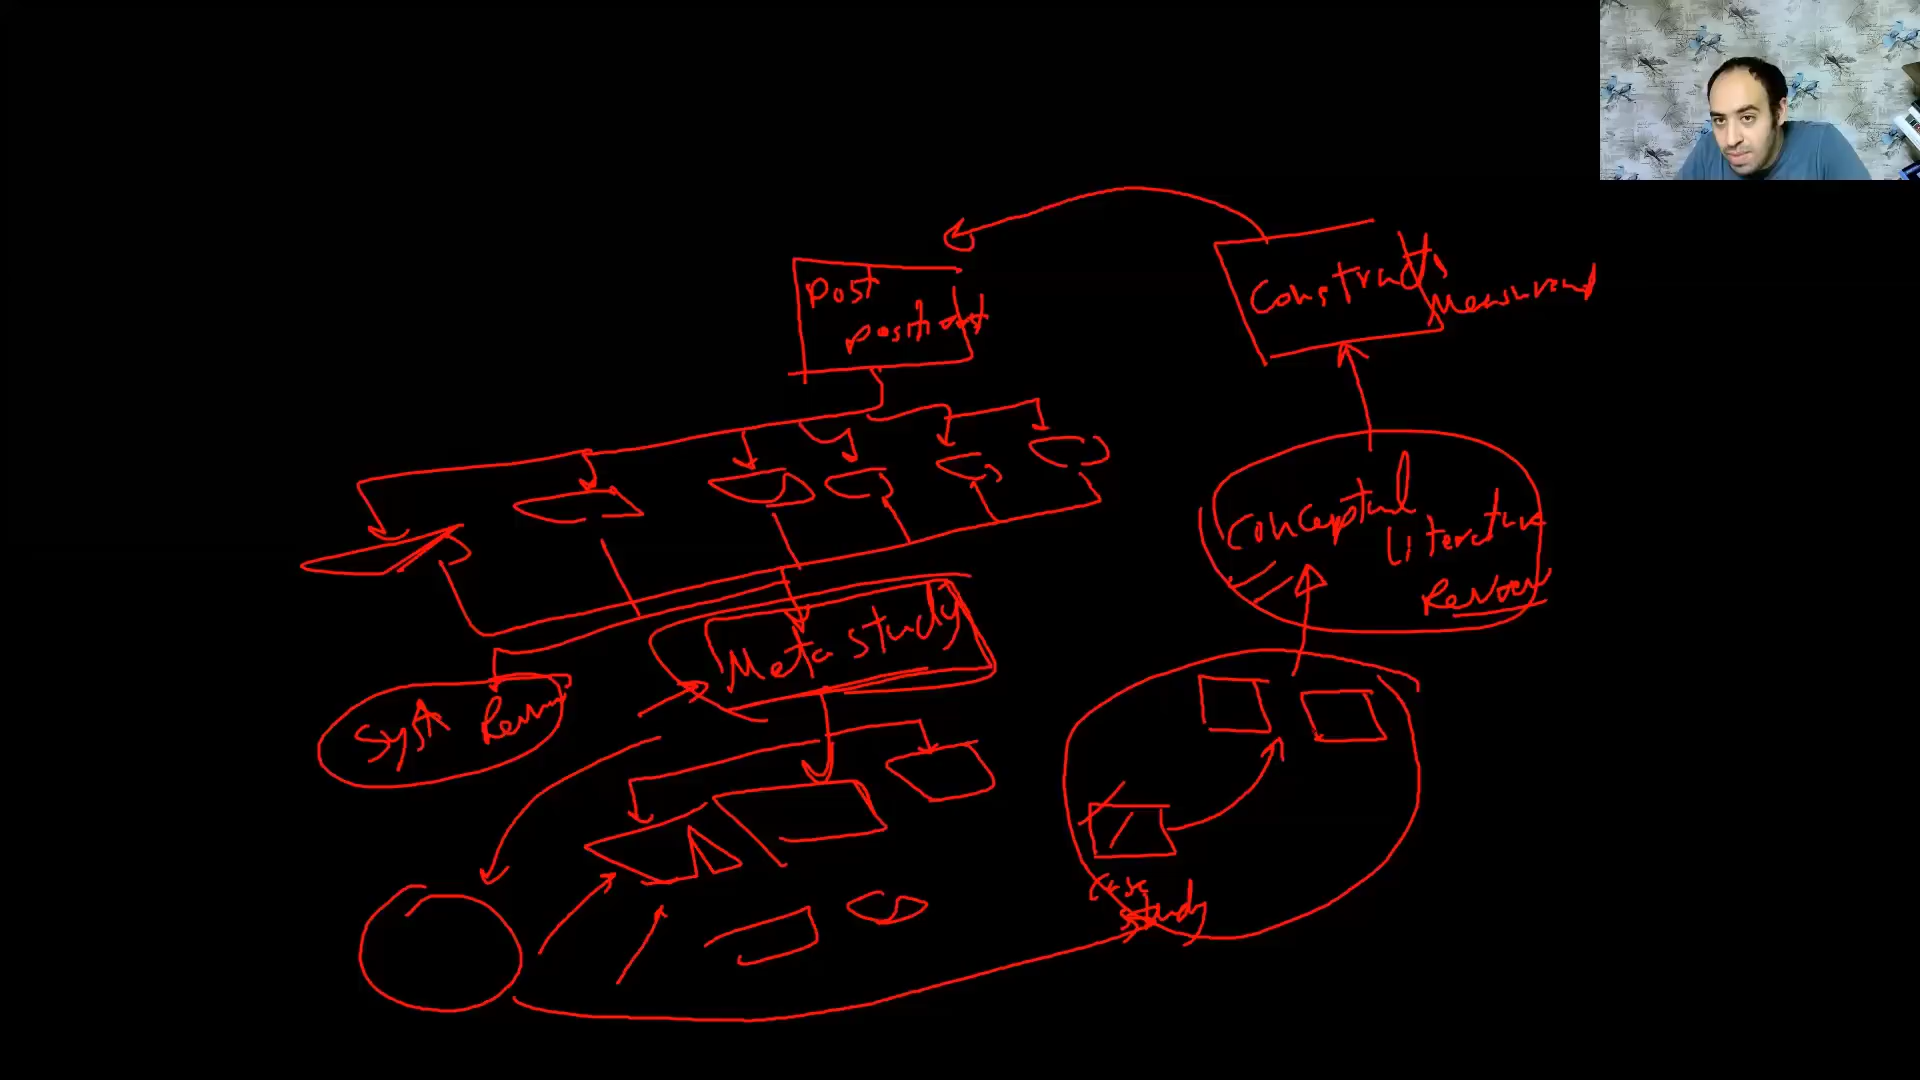 Post
positivist
Constructs
Measurement
Conceptual
Literature
Review
Meta study
Syst Review
Case
study